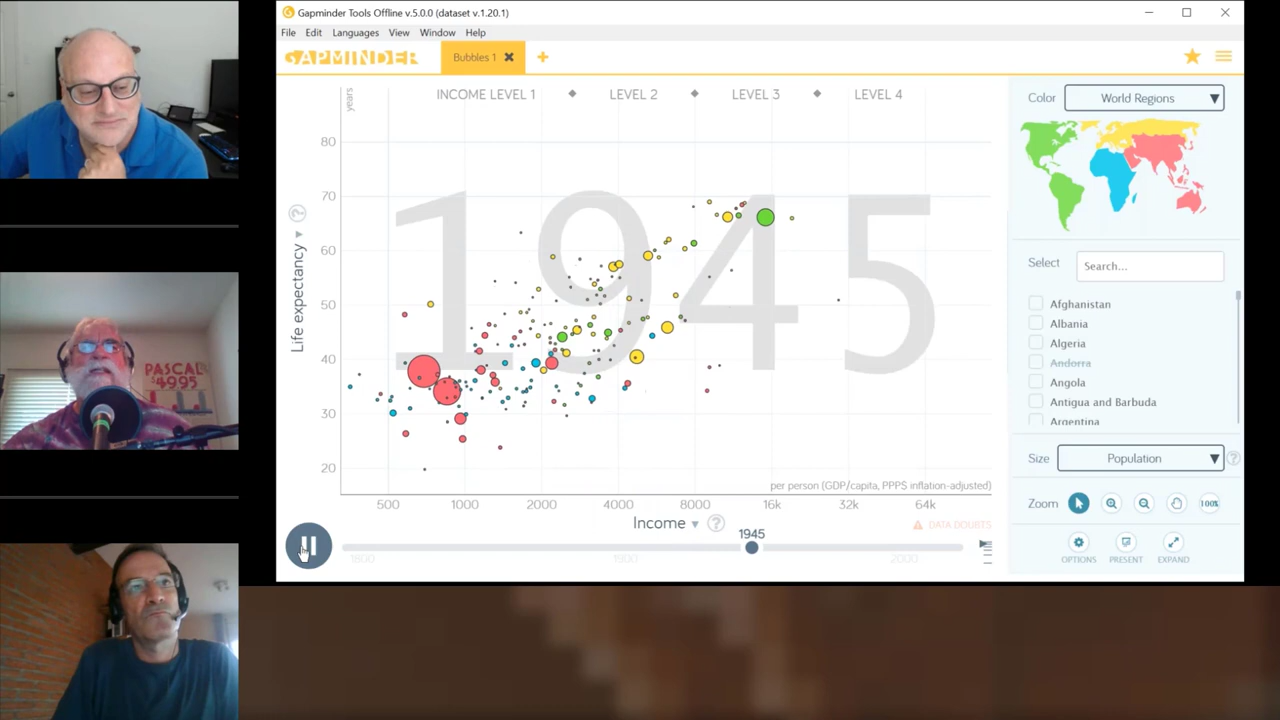 Gapminder Tools Offline v.5.0.0 (dataset v.1.20.1)
File Edit Languages View Window Help
GAPMINDER
Bubbles 1
years
INCOME LEVEL 1 LEVEL 2 LEVEL 3 LEVEL 4
1945
80
70
60
50
40
30
20
Life expectancy
?
per person (GDP/capita, PPP$ inflation-adjusted)
500 1000 2000 4000 8000 16k 32k 64k
Income ?
DATA DOUBTS
1945
1800 1900 2000
Color World Regions
Select Search...
Afghanistan
Albania
Algeria
Andorra
Angola
Antigua and Barbuda
Argentina
Size Population ?
Zoom 100%
OPTIONS PRESENT EXPAND
PASCAL
$4995